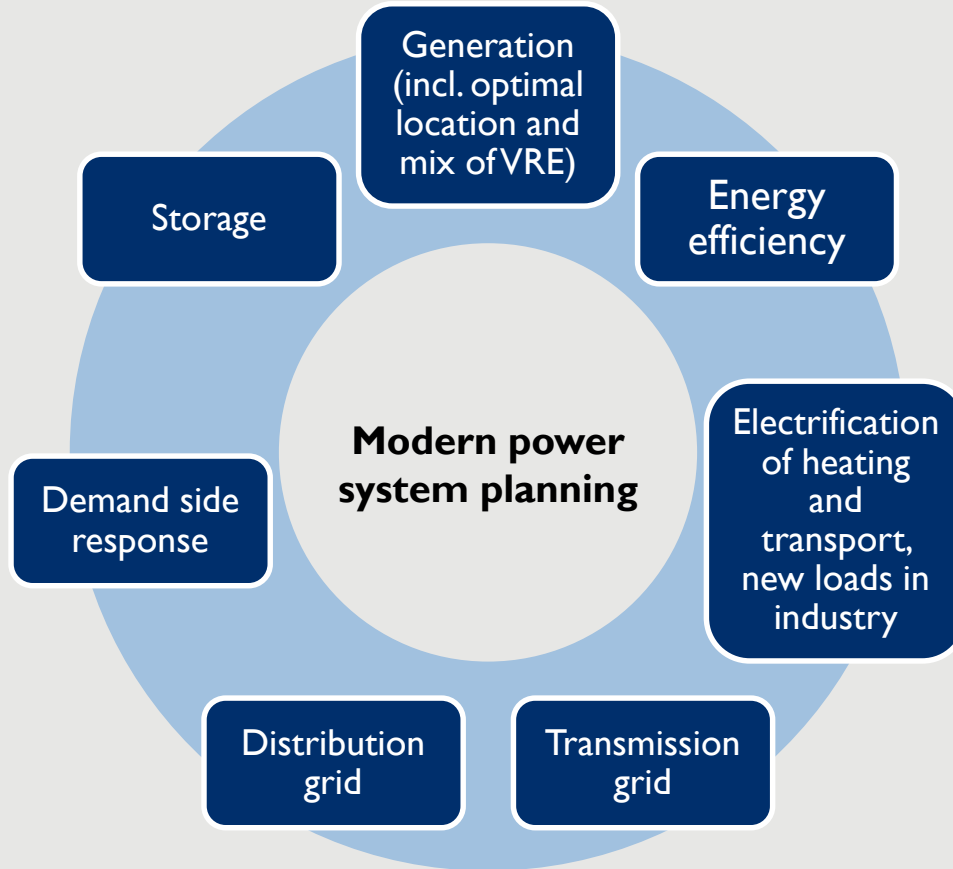 Generation
(incl. optimal
location and
mix of VRE)
Energy
efficiency
Electrification
of heating
and
transport,
new loads in
industry
Transmission
grid
Distribution
grid
Demand side
response
Storage
Modern power
system planning